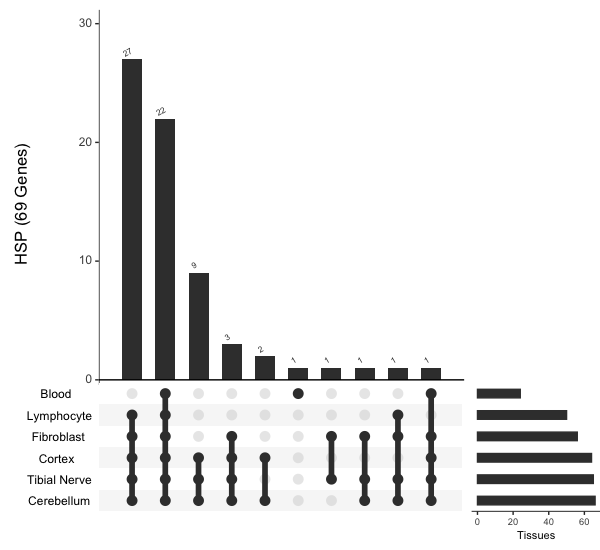 30
20
10
0
HSP (69 Genes)
27
22
9
3
2
1
1
1
1
1
Blood
Lymphocyte
Fibroblast
Cortex
Tibial Nerve
Cerebellum
0 20 40 60
Tissues